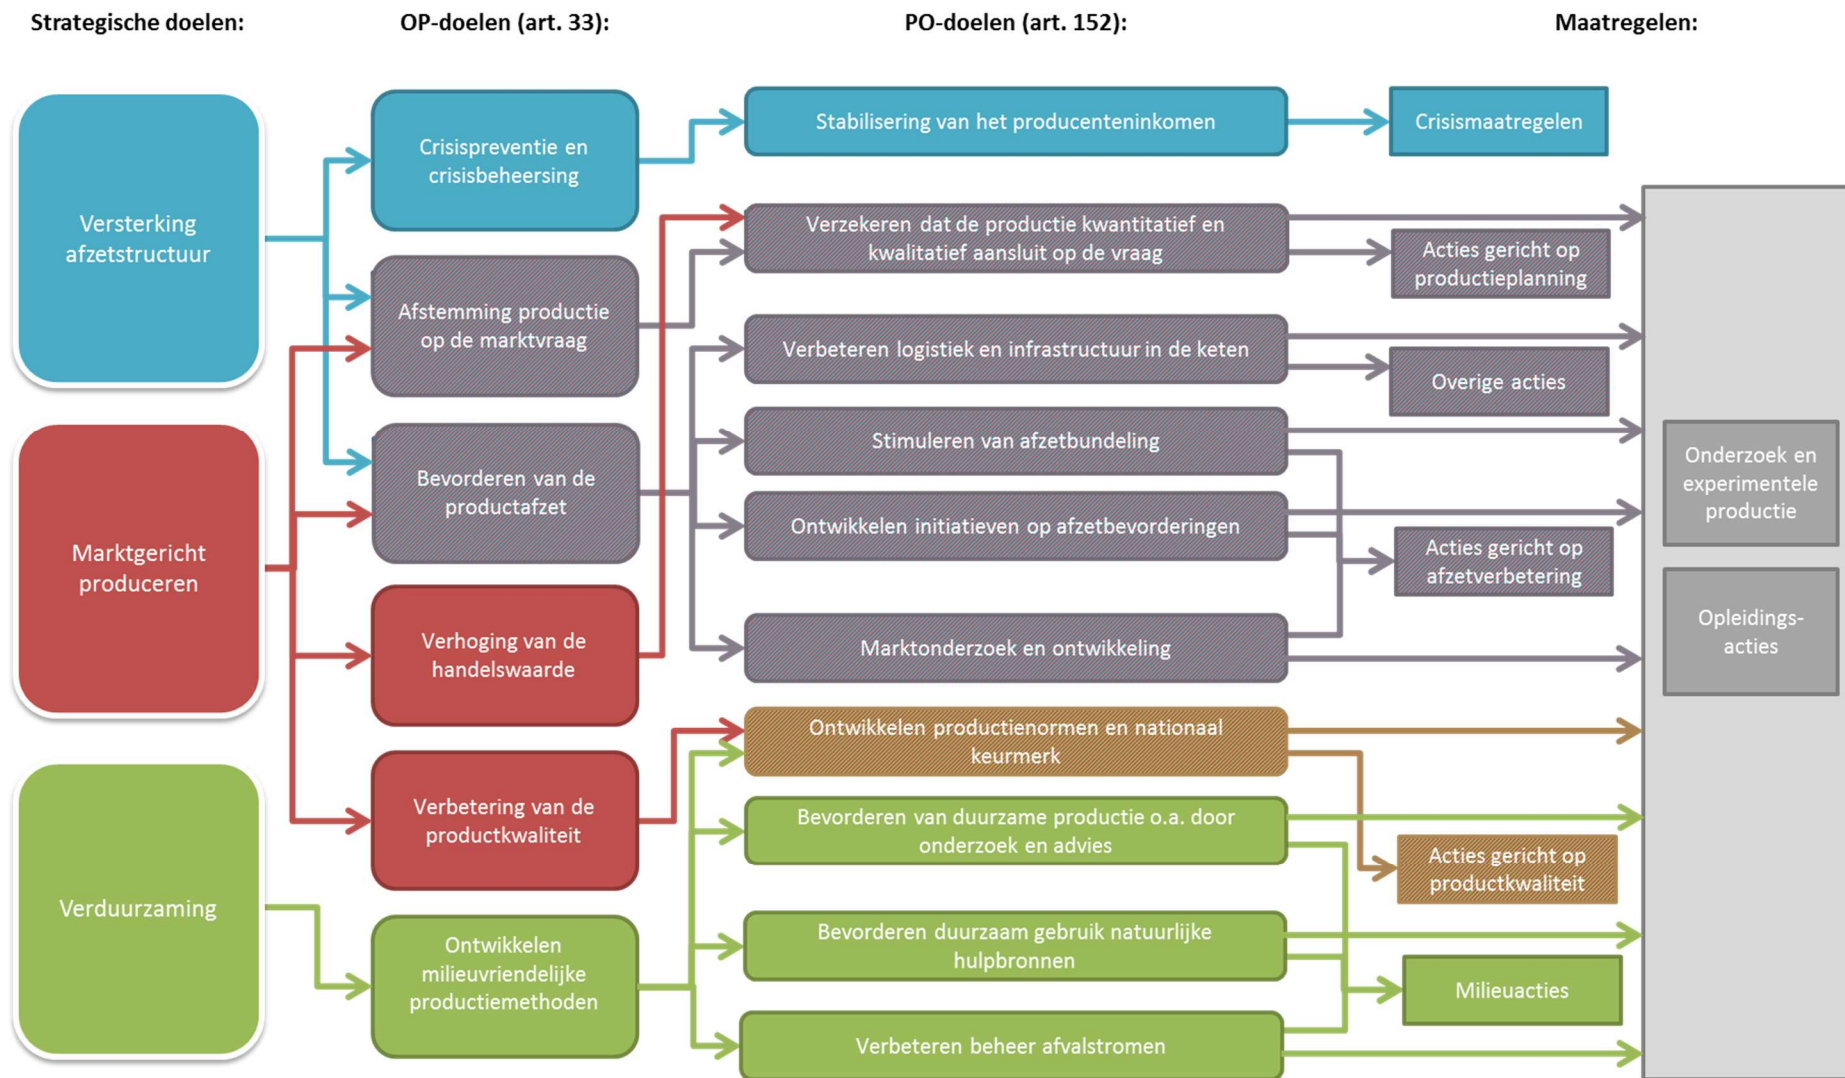 Strategische doelen:
OP-doelen (art. 33):
PO-doelen (art. 152):
Maatregelen:
Versterking
afzetstructuur
Marktgericht
produceren
Verduurzaming
Crisispreventie en
crisisbeheersing
Afstemming productie
op de marktvraag
Bevorderen van de
productafzet
Verhoging van de
handelswaarde
Verbetering van de
productkwaliteit
Ontwikkelen
milieuvriendelijke
productiemethoden
Stabilisering van het producenteninkomen
Verzekeren dat de productie kwantitatief en
kwalitatief aansluit op de vraag
Verbeteren logistiek en infrastructuur in de keten
Stimuleren van afzetbundeling
Ontwikkelen initiatieven op afzetbevorderingen
Marktonderzoek en ontwikkeling
Ontwikkelen productienormen en nationaal
keurmerk
Bevorderen van duurzame productie o.a. door
onderzoek en advies
Bevorderen duurzaam gebruik natuurlijke
hulpbronnen
Verbeteren beheer afvalstromen
Crisismaatregelen
Acties gericht op
productieplanning
Overige acties
Acties gericht op
afzetverbetering
Acties gericht op
productkwaliteit
Milieuacties
Onderzoek en
experimentele
productie
Opleidings-
acties